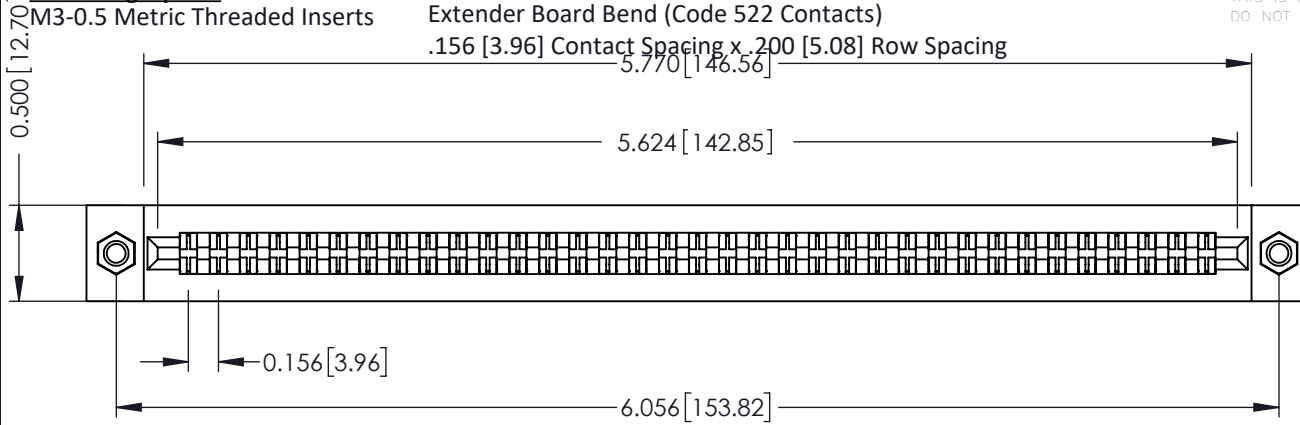 DO NOT
M3-0.5 Metric Threaded Inserts
Extender Board Bend (Code 522 Contacts)
.156 [3.96] Contact Spacing x .200 [5.08] Row Spacing
0.500 [12.70]
5.770 [146.56]
5.624 [142.85]
0.156 [3.96]
6.056 [153.82]